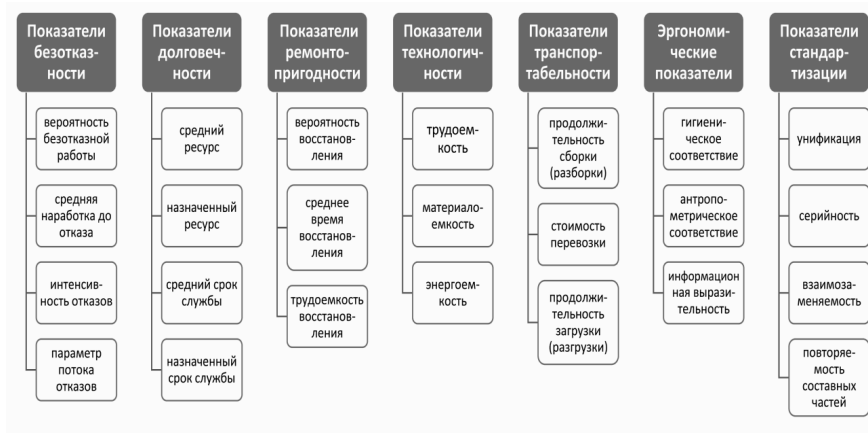 Показатели
безотказ-
ности
вероятность
безотказной
работы
средняя
наработка до
отказа
интенсив-
ность отказов
параметр
потока
отказов
Показатели
долговеч-
ности
средний
ресурс
назначенный
ресурс
средний срок
службы
назначенный
срок службы
Показатели
ремонто-
пригодности
вероятность
восстанов-
ления
среднее
время
восстанов-
ления
трудоемкость
восстанов-
ления
Показатели
технологич-
ности
трудоем-
кость
материало-
емкость
энергоем-
кость
Показатели
транспор-
табельности
продолжи-
тельность
сборки
(разборки)
стоимость
перевозки
продолжи-
тельность
загрузки
(разгрузки)
Эргономи-
ческие
показатели
гигиени-
ческое
соответствие
антропо-
метрическое
соответствие
информацион
ная вырази-
тельность
Показатели
стандар-
тизации
унификация
серийность
взаимоза-
меняемость
повторяе-
мость
составных
частей